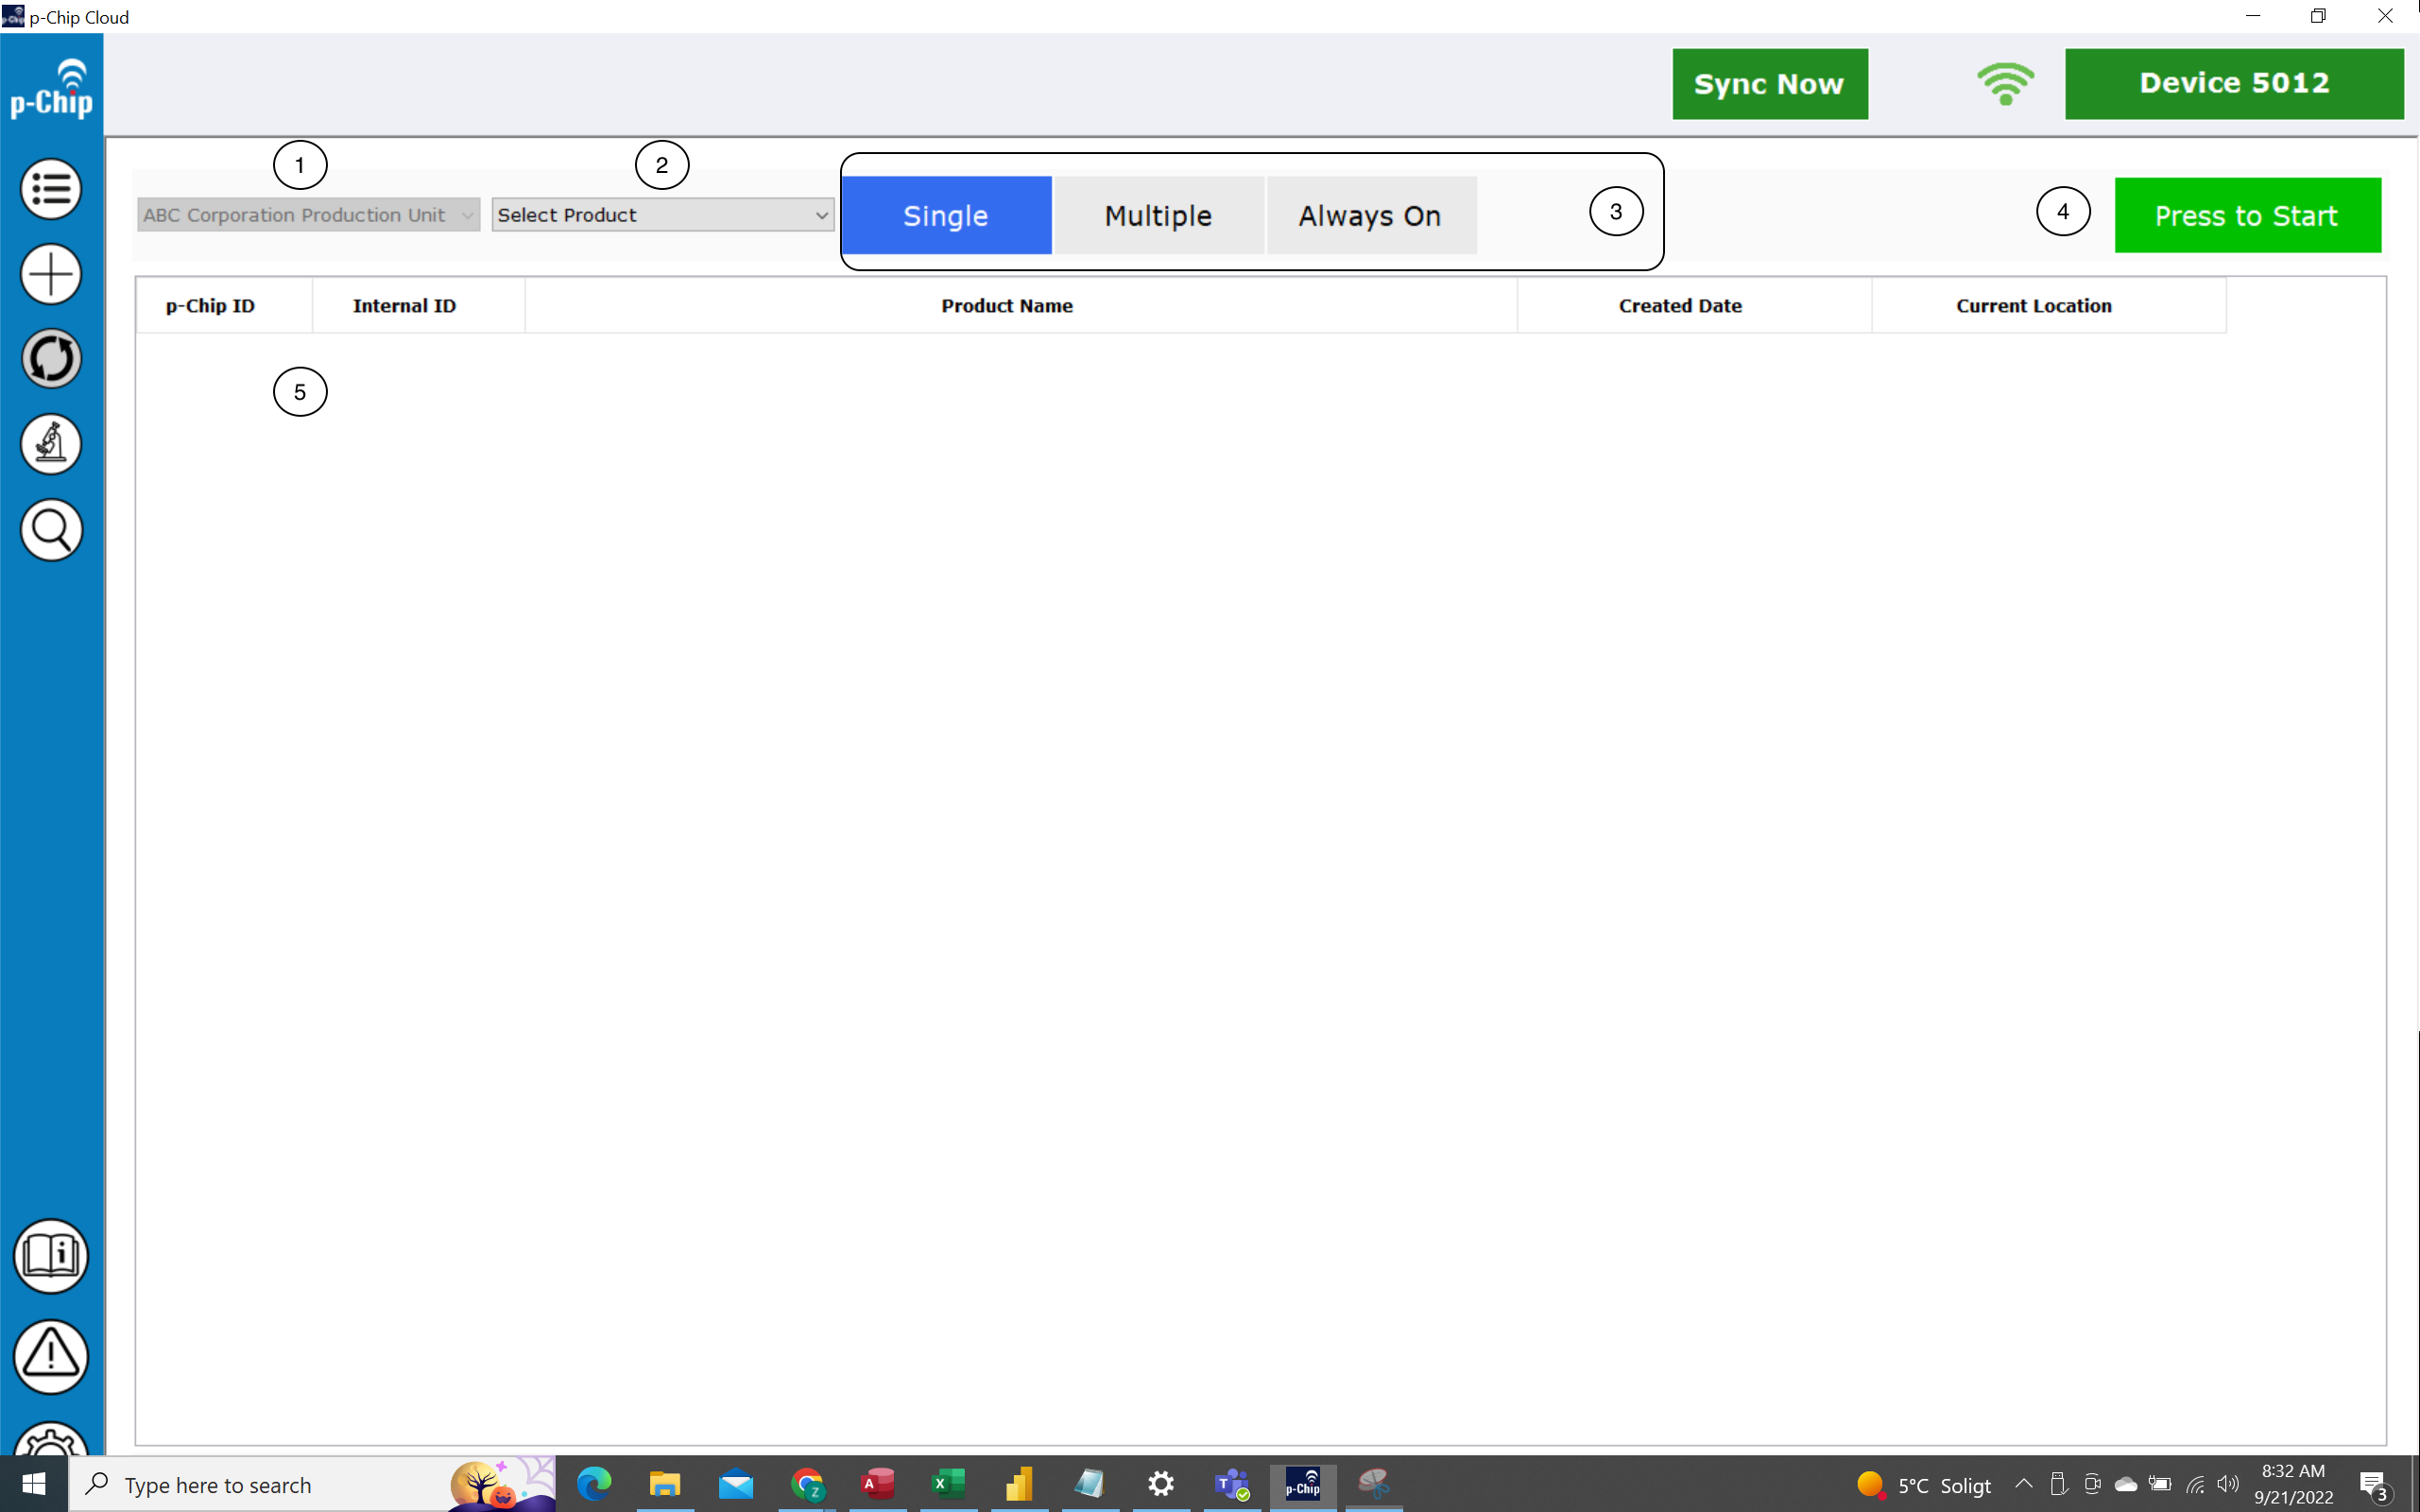 p-Chip Cloud
p-Chip
Sync Now
Device 5012
1
2
ABC Corporation Production Unit
Select Product
Single
Multiple
Always On
3
4
Press to Start
p-Chip ID
Internal ID
Product Name
Created Date
Current Location
5
Type here to search
p-Chip
5°C Soligt
8:32 AM
9/21/2022
3